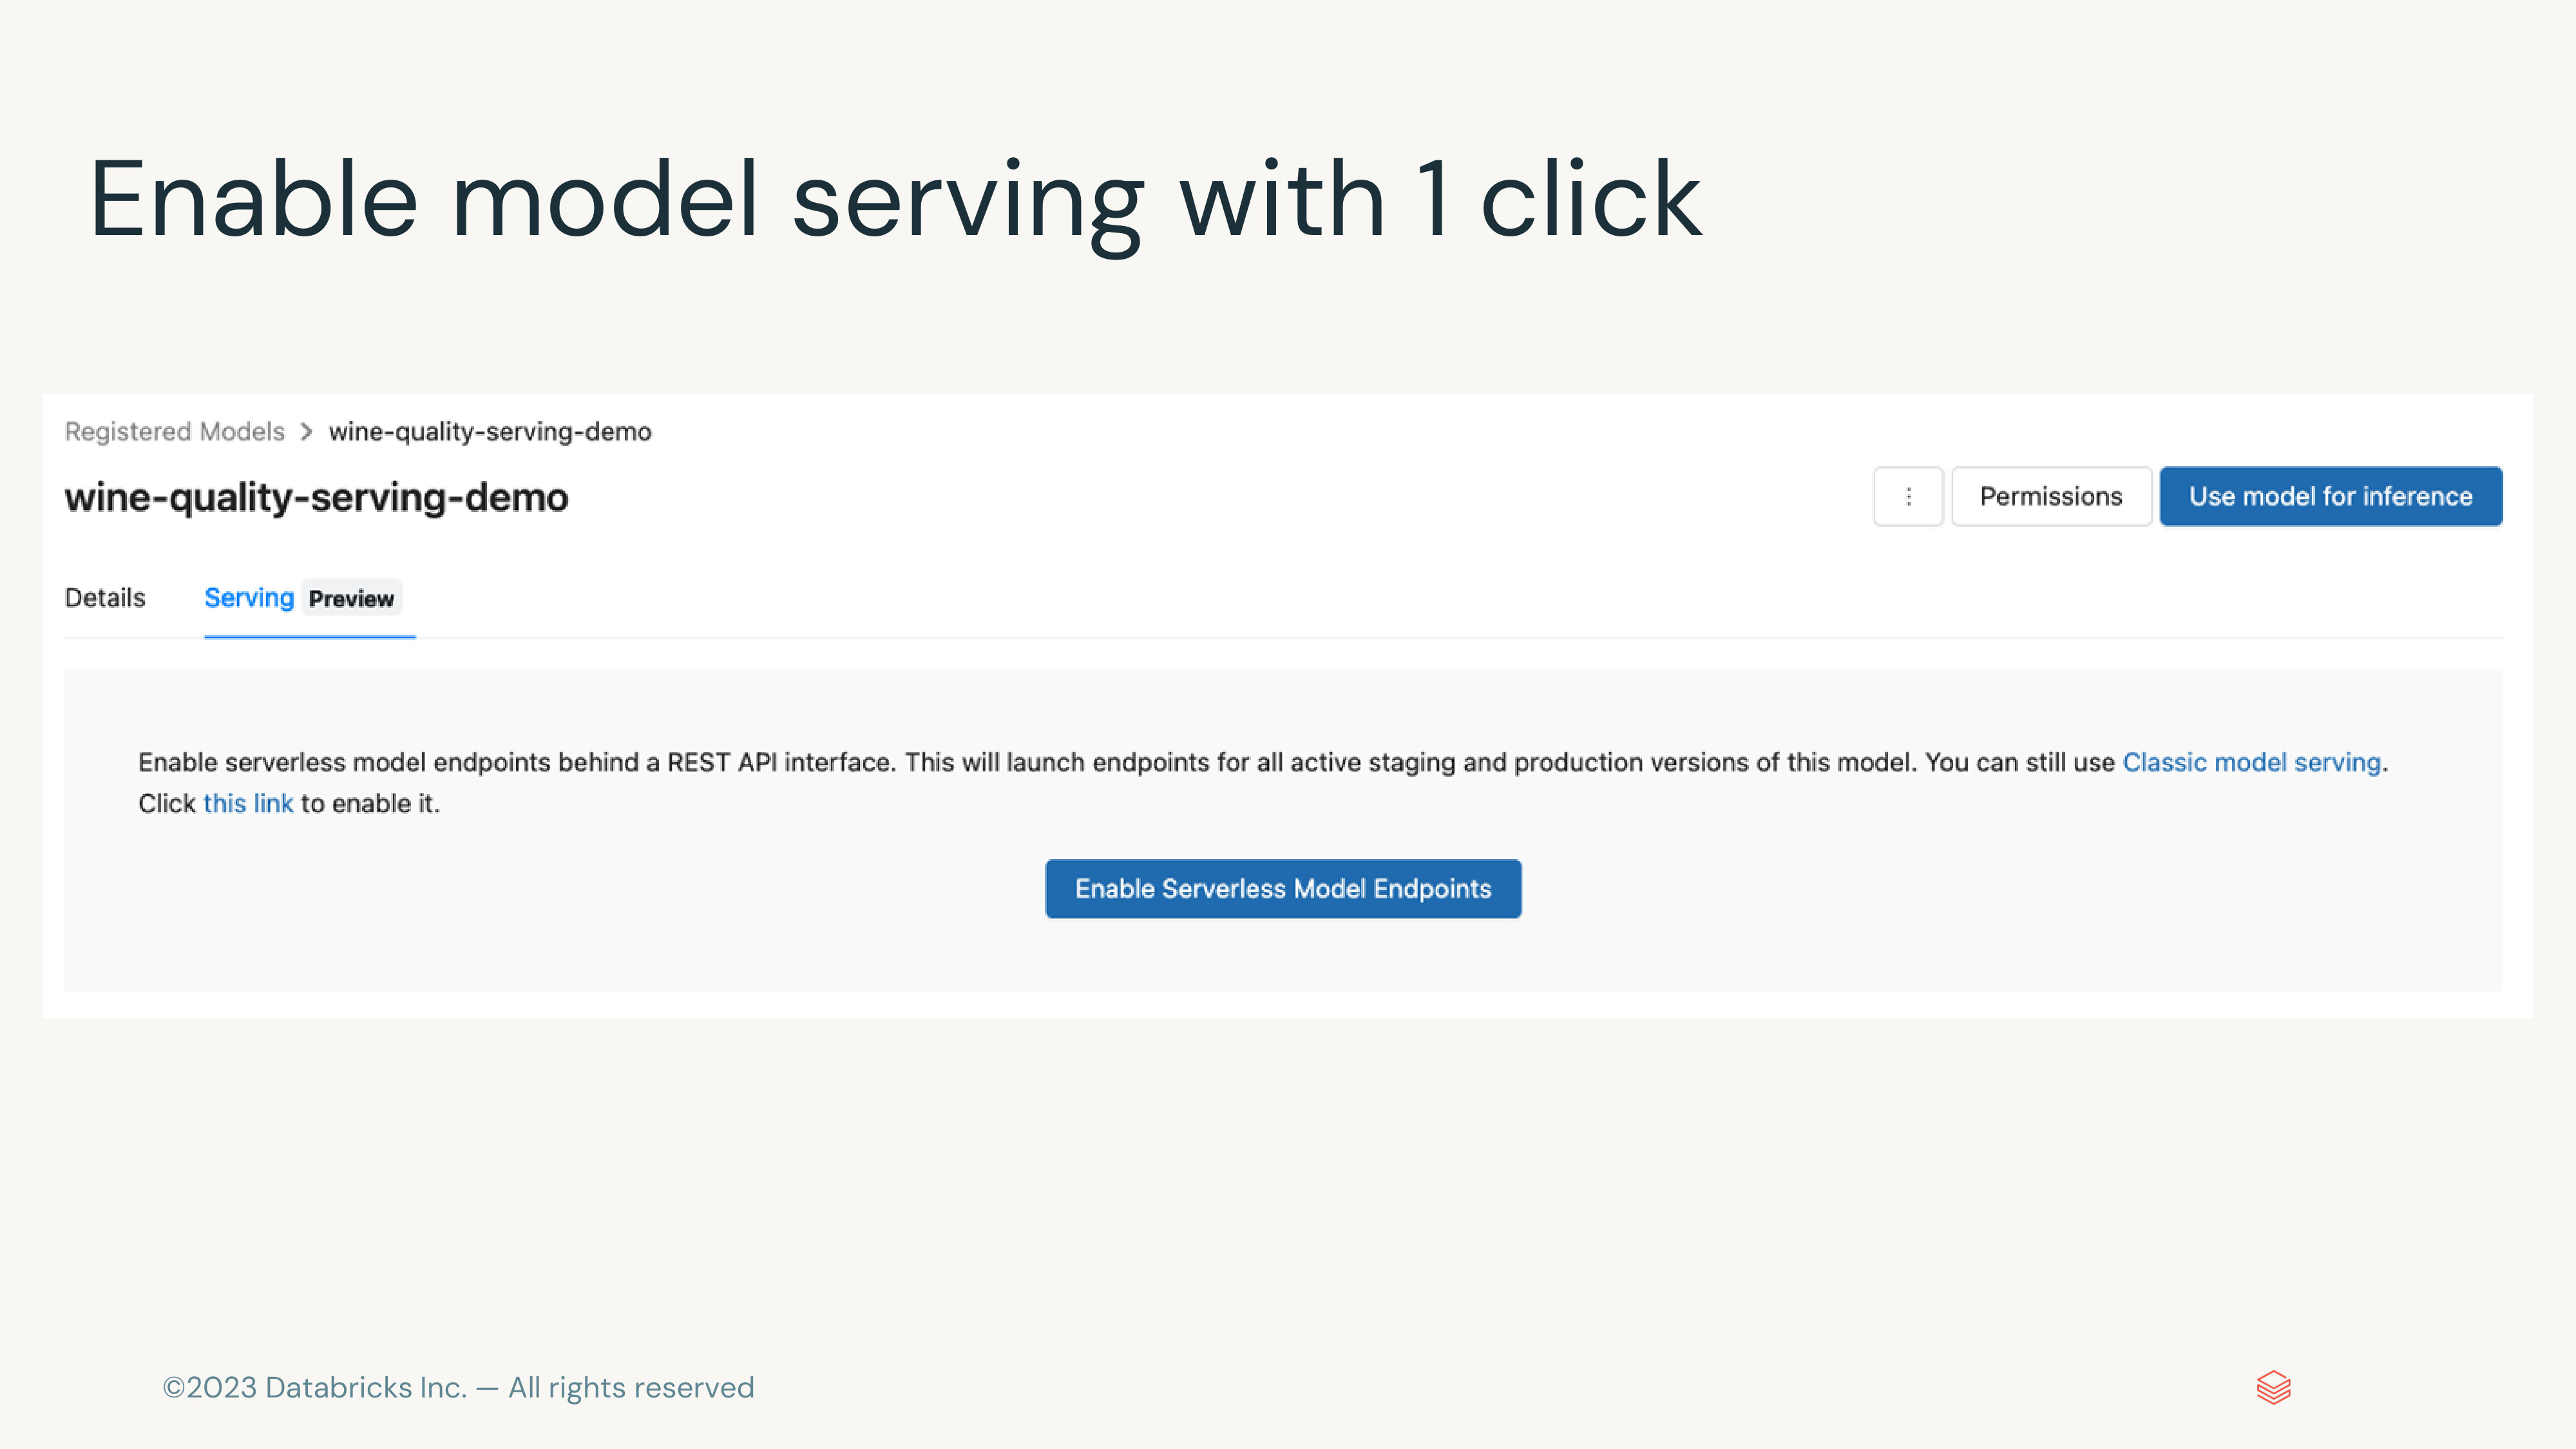 Enable model serving with 1 click
Registered Models > wine-quality-serving-demo
wine-quality-serving-demo
Permissions
Use model for inference
Details
Serving Preview
Enable serverless model endpoints behind a REST API interface. This will launch endpoints for all active staging and production versions of this model. You can still use Classic model serving.
Click this link to enable it.
Enable Serverless Model Endpoints
©2023 Databricks Inc. — All rights reserved